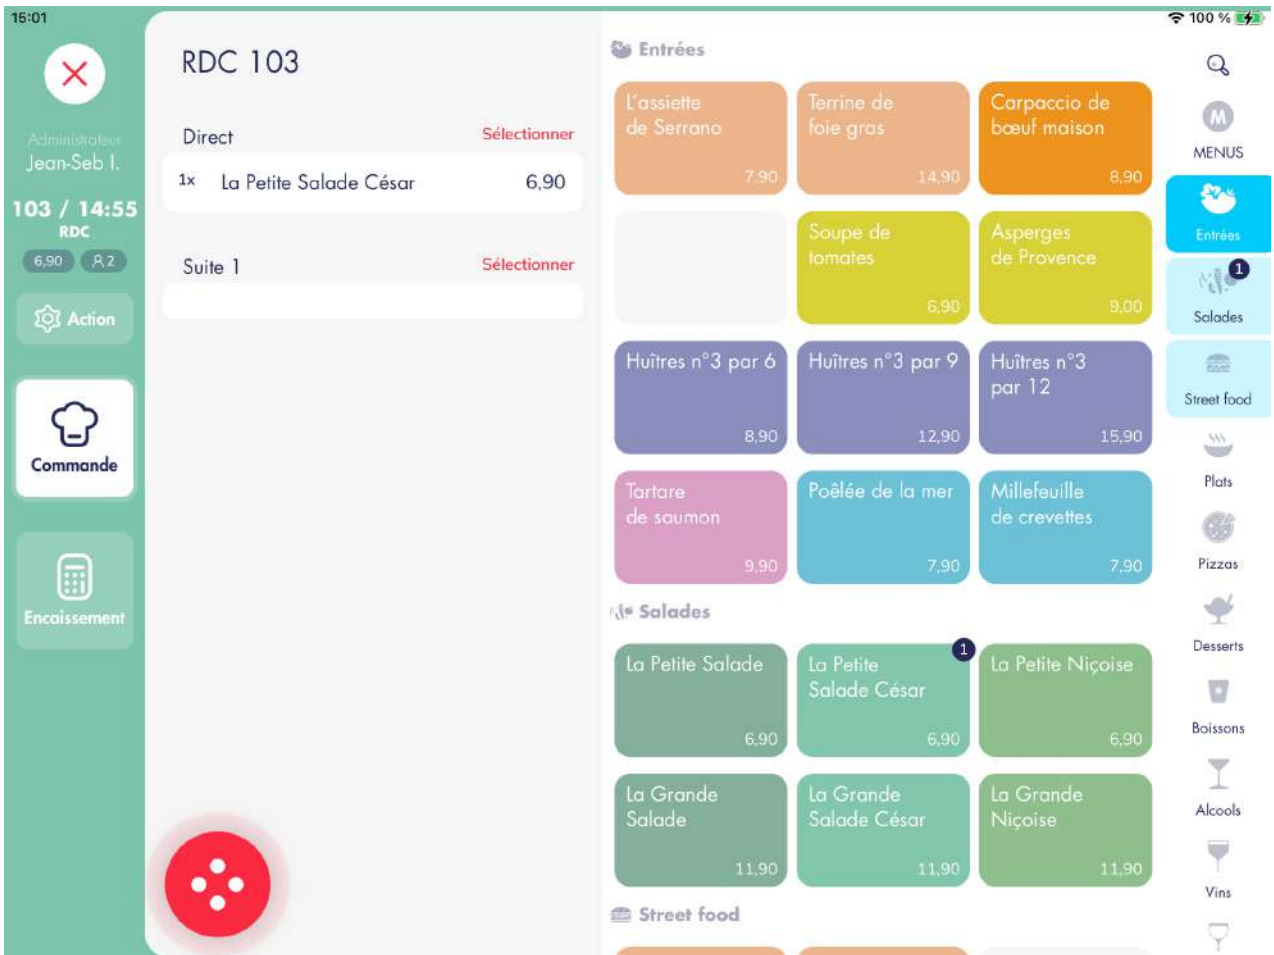 15:01
100 %
Administrateur
Jean-Seb I.
103 / 14:55
RDC
6,90
2
Action
Commande
Encaissement
RDC 103
Direct
Sélectionner
1x La Petite Salade César 6,90
Suite 1
Sélectionner
Entrées
L'assiette
de Serrano
7,90
Terrine de
foie gras
14,90
Carpaccio de
bœuf maison
8,90
Soupe de
tomates
6,90
Asperges
de Provence
9,00
Huîtres n°3 par 6
8,90
Huîtres n°3 par 9
12,90
Huîtres n°3
par 12
15,90
Tartare
de saumon
9,90
Poêlée de la mer
7,90
Millefeuille
de crevettes
7,90
Salades
La Petite Salade
6,90
1
La Petite
Salade César
6,90
La Petite Niçoise
6,90
La Grande
Salade
11,90
La Grande
Salade César
11,90
La Grande
Niçoise
11,90
Street food
M
MENUS
Entrées
1
Salades
Street food
Plats
Pizzas
Desserts
Boissons
Alcools
Vins